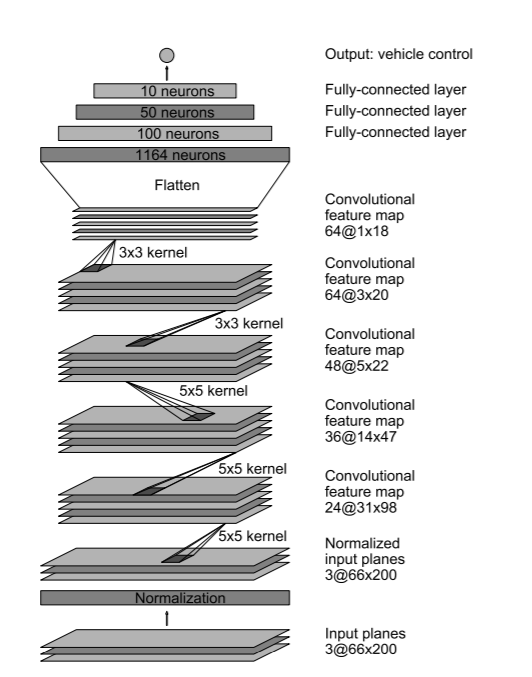 Output: vehicle control
10 neurons
Fully-connected layer
50 neurons
Fully-connected layer
100 neurons
Fully-connected layer
1164 neurons
Flatten
Convolutional
feature map
64@1x18
3x3 kernel
Convolutional
feature map
64@3x20
3x3 kernel
Convolutional
feature map
48@5x22
5x5 kernel
Convolutional
feature map
36@14x47
5x5 kernel
Convolutional
feature map
24@31x98
5x5 kernel
Normalized
input planes
3@66x200
Normalization
Input planes
3@66x200